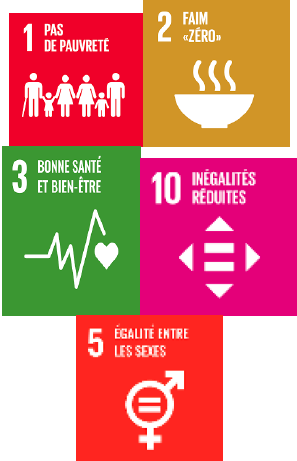 1 PAS
DE PAUVRETÉ
2 FAIM
«ZÉRO»
3 BONNE SANTÉ
ET BIEN-ÊTRE
10 INÉGALITÉS
RÉDUITES
5 ÉGALITÉ ENTRE
LES SEXES